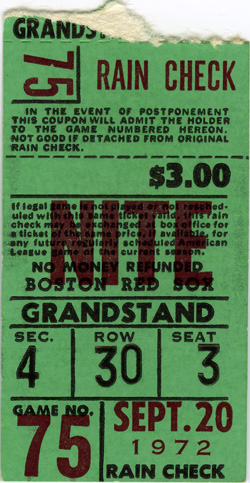 GRANDSTAND
75
RAIN CHECK
IN THE EVENT OF POSTPONEMENT
THIS COUPON WILL ADMIT THE HOLDER
TO THE GAME NUMBERED HEREON.
NOT GOOD IF DETACHED FROM ORIGINAL
RAIN CHECK.
$3.00
NITE
If legal game is not played or not resched-
uled with this same ticket valid, this rain
check may be exchanged at box office for
a ticket of the same price, if available, for
any future regularly scheduled American
League game of the current season.
NO MONEY REFUNDED
BOSTON RED SOX
GRANDSTAND
SEC. ROW SEAT
4 30 3
GAME NO.
75
SEPT. 20
1972
RAIN CHECK